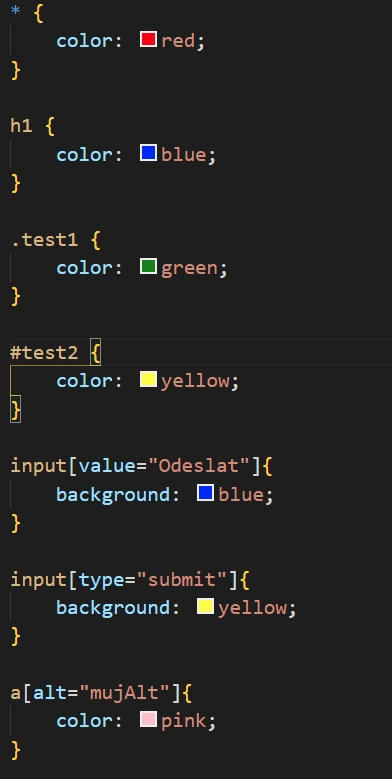 * {
    color: red;
}
h1 {
    color: blue;
}
.test1 {
    color: green;
}
#test2 {
    color: yellow;
}
input[value="Odeslat"]{
    background: blue;
}
input[type="submit"]{
    background: yellow;
}
a[alt="mujAlt"]{
    color: pink;
}